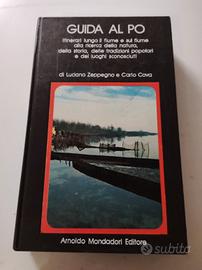 GUIDA AL PO
itinerari lungo il fiume e sul fiume
alla ricerca della natura,
della storia, delle tradizioni popolari
e dei luoghi sconosciuti
di Luciano Zeppegno e Carlo Cava
Arnoldo Mondadori Editore
subito